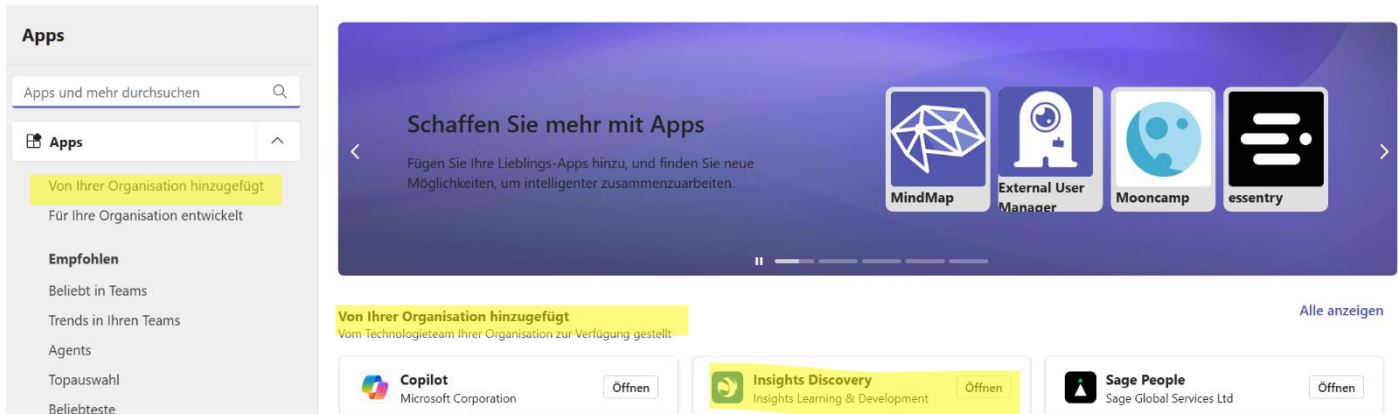 Apps
Apps und mehr durchsuchen
Apps
Von Ihrer Organisation hinzugefügt
Für Ihre Organisation entwickelt
Empfohlen
Beliebt in Teams
Trends in Ihren Teams
Agents
Topauswahl
Beliebteste
Schaffen Sie mehr mit Apps
Fügen Sie Ihre Lieblings-Apps hinzu, und finden Sie neue
Möglichkeiten, um intelligenter zusammenzuarbeiten.
MindMap
External User
Manager
Mooncamp
essentry
Von Ihrer Organisation hinzugefügt
Alle anzeigen
Vom Technologieteam Ihrer Organisation zur Verfügung gestellt
Copilot
Microsoft Corporation
Öffnen
Insights Discovery
Insights Learning & Development
Öffnen
Sage People
Sage Global Services Ltd
Öffnen